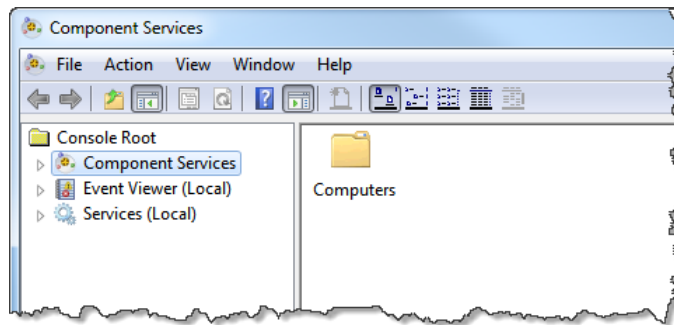 Component Services
File Action View Window Help
Console Root
Component Services
Event Viewer (Local)
Services (Local)
Computers